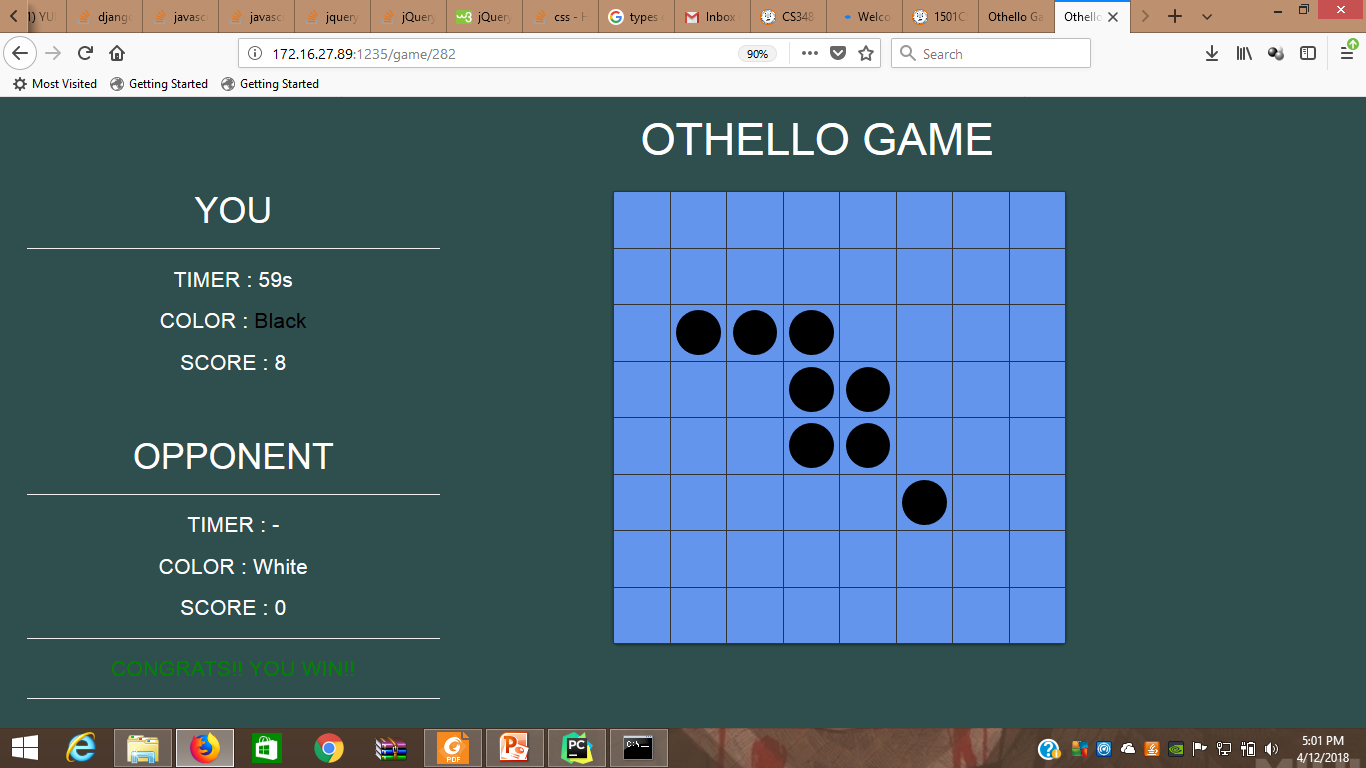 ) YU
djang
javasc
javasc
jquery
jQuery
jQuery
css - H
types o
Inbox
CS348
Welco
1501C
Othello Ga
Othello
172.16.27.89:1235/game/282
90%
Search
Most Visited
Getting Started
Getting Started
OTHELLO GAME
YOU
TIMER : 59s
COLOR : Black
SCORE : 8
OPPONENT
TIMER : -
COLOR : White
SCORE : 0
CONGRATS!! YOU WIN!!
5:01 PM
4/12/2018